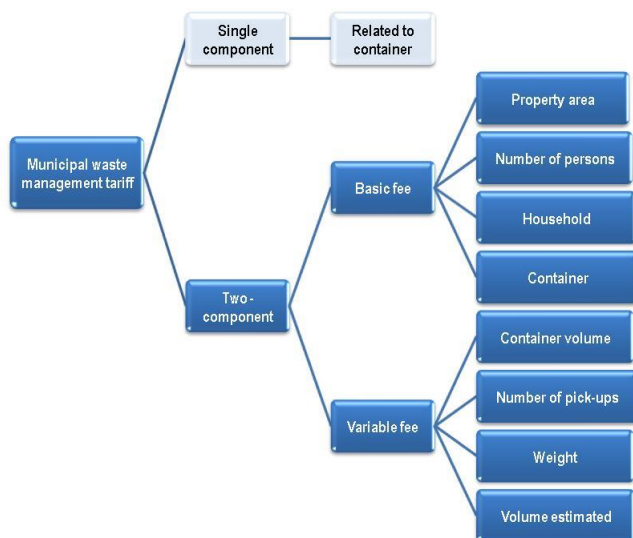 Single
component
Related to
container
Municipal waste
management tariff
Two -
component
Basic fee
Property area
Number of persons
Household
Container
Variable fee
Container volume
Number of pick-ups
Weight
Volume estimated